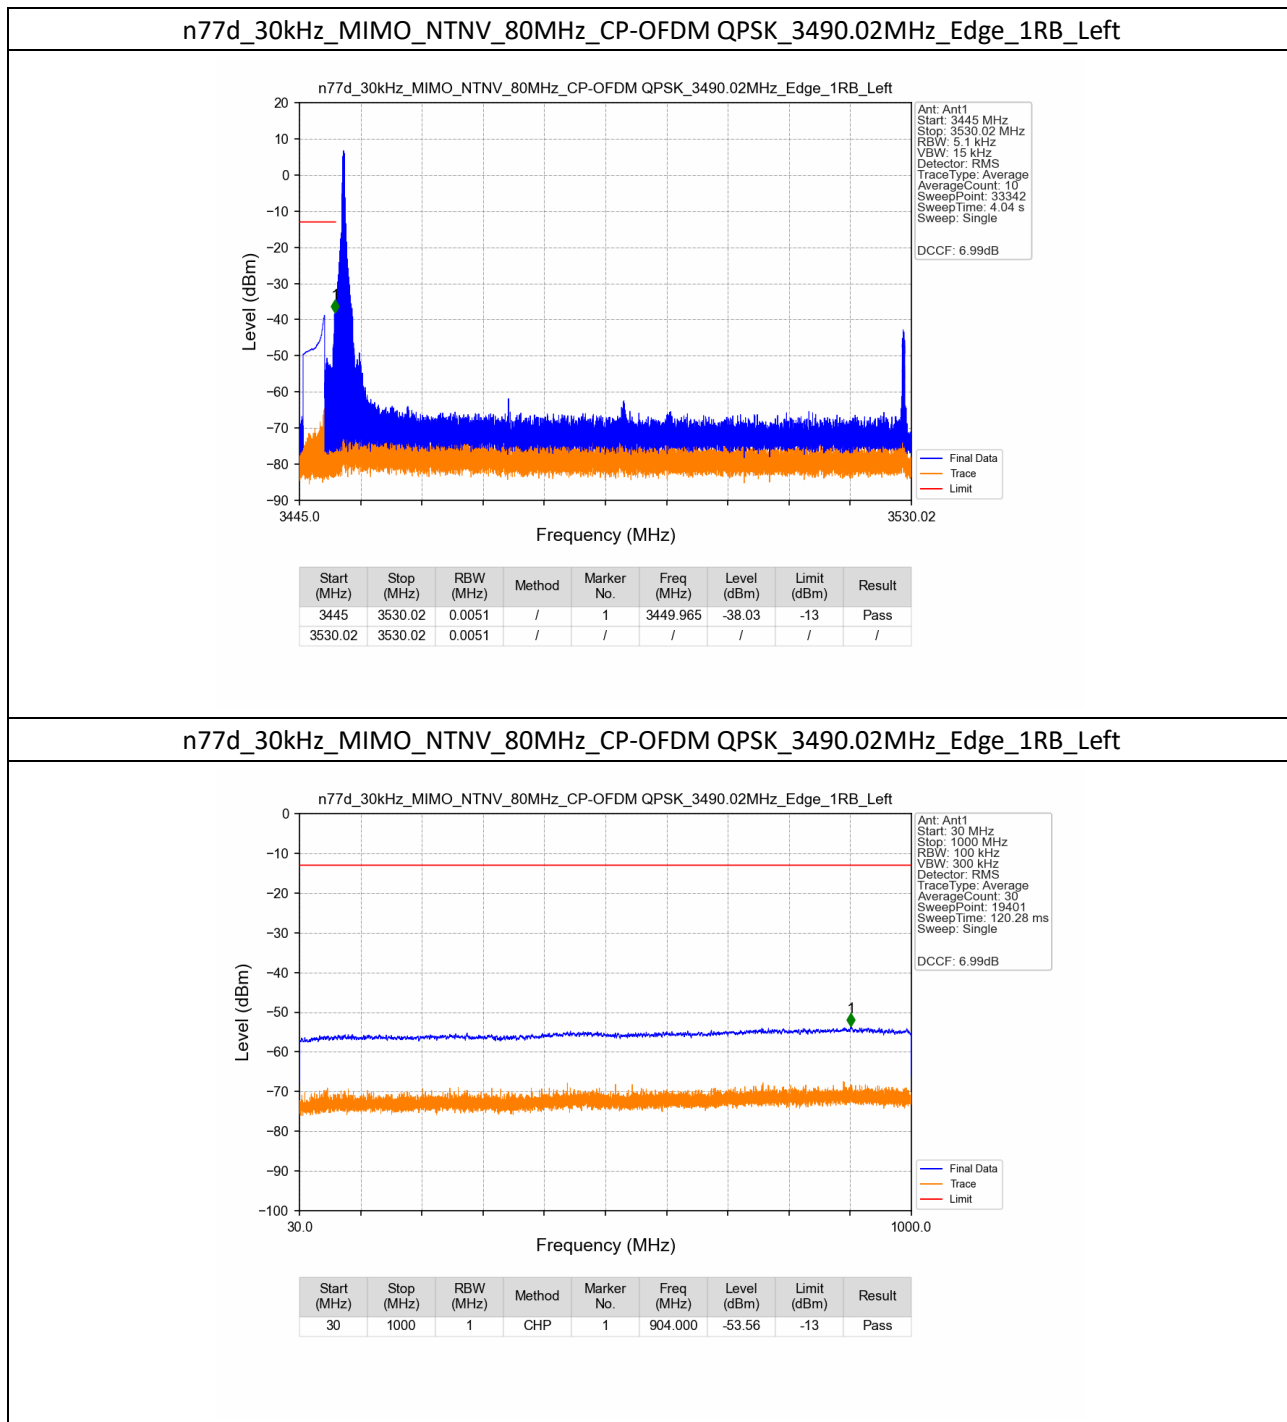 n77d_30kHz_MIMO_NTNV_80MHz_CP-OFDM QPSK_3490.02MHz_Edge_1RB_Left
n77d_30kHz_MIMO_NTNV_80MHz_CP-OFDM QPSK_3490.02MHz_Edge_1RB_Left
20
10
0
−10
−20
−30
−40
−50
−60
−70
−80
−90
Level (dBm)
1
3445.0
3530.02
Frequency (MHz)
Ant: Ant1
Start: 3445 MHz
Stop: 3530.02 MHz
RBW: 5.1 kHz
VBW: 15 kHz
Detector: RMS
TraceType: Average
AverageCount: 10
SweepPoint: 33342
SweepTime: 4.04 s
Sweep: Single
DCCF: 6.99dB
Final Data
Trace
Limit
Start (MHz) Stop (MHz) RBW (MHz) Method Marker No. Freq (MHz) Level (dBm) Limit (dBm) Result
3445 3530.02 0.0051 / 1 3449.965 -38.03 -13 Pass
3530.02 3530.02 0.0051 / / / / / /
n77d_30kHz_MIMO_NTNV_80MHz_CP-OFDM QPSK_3490.02MHz_Edge_1RB_Left
n77d_30kHz_MIMO_NTNV_80MHz_CP-OFDM QPSK_3490.02MHz_Edge_1RB_Left
0
−10
−20
−30
−40
−50
−60
−70
−80
−90
−100
Level (dBm)
1
30.0
1000.0
Frequency (MHz)
Ant: Ant1
Start: 30 MHz
Stop: 1000 MHz
RBW: 100 kHz
VBW: 300 kHz
Detector: RMS
TraceType: Average
AverageCount: 30
SweepPoint: 19401
SweepTime: 120.28 ms
Sweep: Single
DCCF: 6.99dB
Final Data
Trace
Limit
Start (MHz) Stop (MHz) RBW (MHz) Method Marker No. Freq (MHz) Level (dBm) Limit (dBm) Result
30 1000 1 CHP 1 904.000 -53.56 -13 Pass